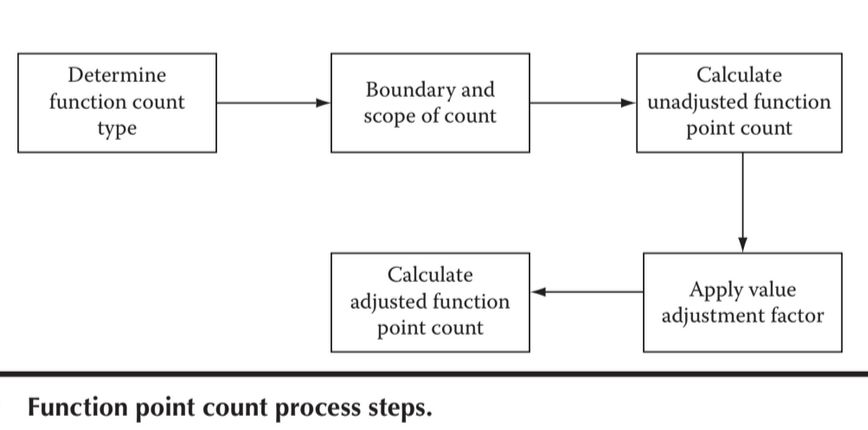 Determine
function count
type
Boundary and
scope of count
Calculate
unadjusted function
point count
Apply value
adjustment factor
Calculate
adjusted function
point count
Function point count process steps.